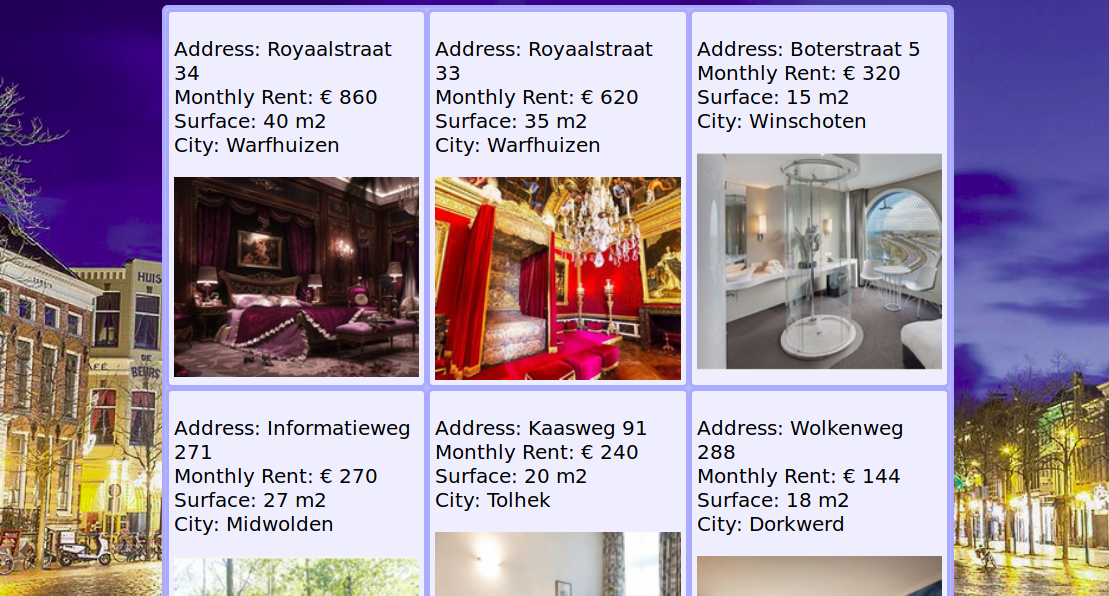 Address: Royaalstraat
34
Monthly Rent: € 860
Surface: 40 m2
City: Warfhuizen
Address: Royaalstraat
33
Monthly Rent: € 620
Surface: 35 m2
City: Warfhuizen
Address: Boterstraat 5
Monthly Rent: € 320
Surface: 15 m2
City: Winschoten
HUIS
DE
BEURS
Address: Informatieweg
271
Monthly Rent: € 270
Surface: 27 m2
City: Midwolden
Address: Kaasweg 91
Monthly Rent: € 240
Surface: 20 m2
City: Tolhek
Address: Wolkenweg
288
Monthly Rent: € 144
Surface: 18 m2
City: Dorkwerd